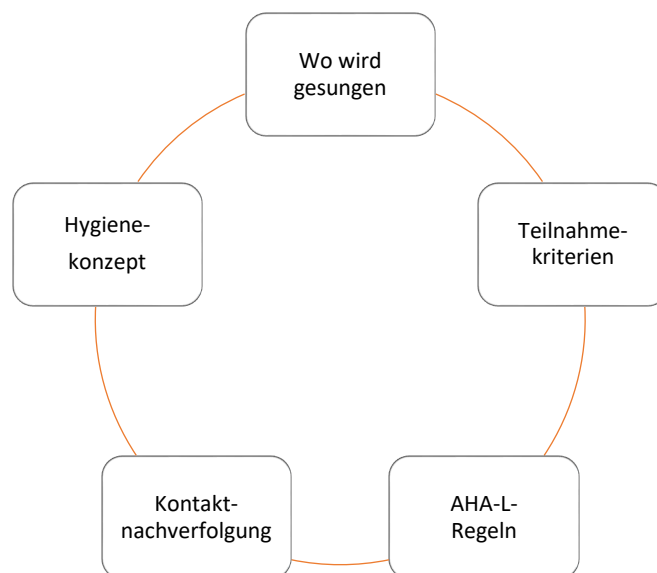 Wo wird
gesungen
Teilnahme-
kriterien
AHA-L-
Regeln
Kontakt-
nachverfolgung
Hygiene-
konzept